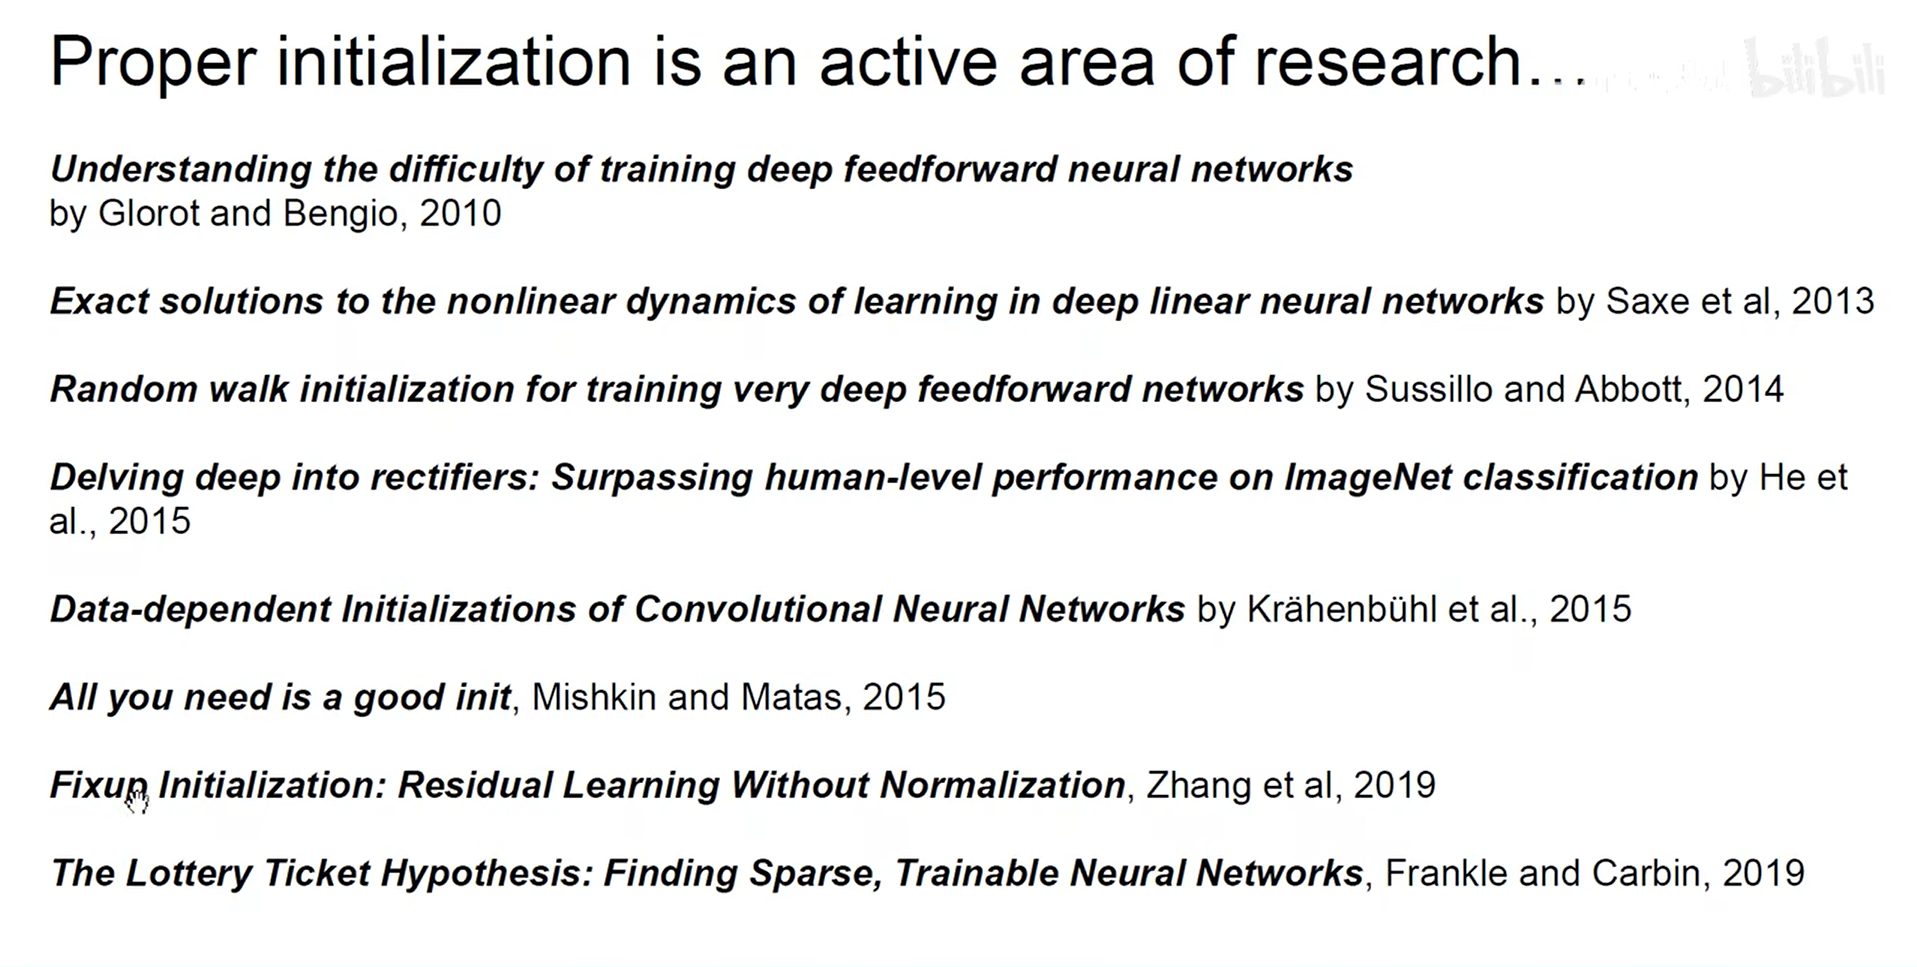 Proper initialization is an active area of research…
bilibili
Understanding the difficulty of training deep feedforward neural networks
by Glorot and Bengio, 2010
Exact solutions to the nonlinear dynamics of learning in deep linear neural networks by Saxe et al, 2013
Random walk initialization for training very deep feedforward networks by Sussillo and Abbott, 2014
Delving deep into rectifiers: Surpassing human-level performance on ImageNet classification by He et
al., 2015
Data-dependent Initializations of Convolutional Neural Networks by Krähenbühl et al., 2015
All you need is a good init, Mishkin and Matas, 2015
Fixup Initialization: Residual Learning Without Normalization, Zhang et al, 2019
The Lottery Ticket Hypothesis: Finding Sparse, Trainable Neural Networks, Frankle and Carbin, 2019